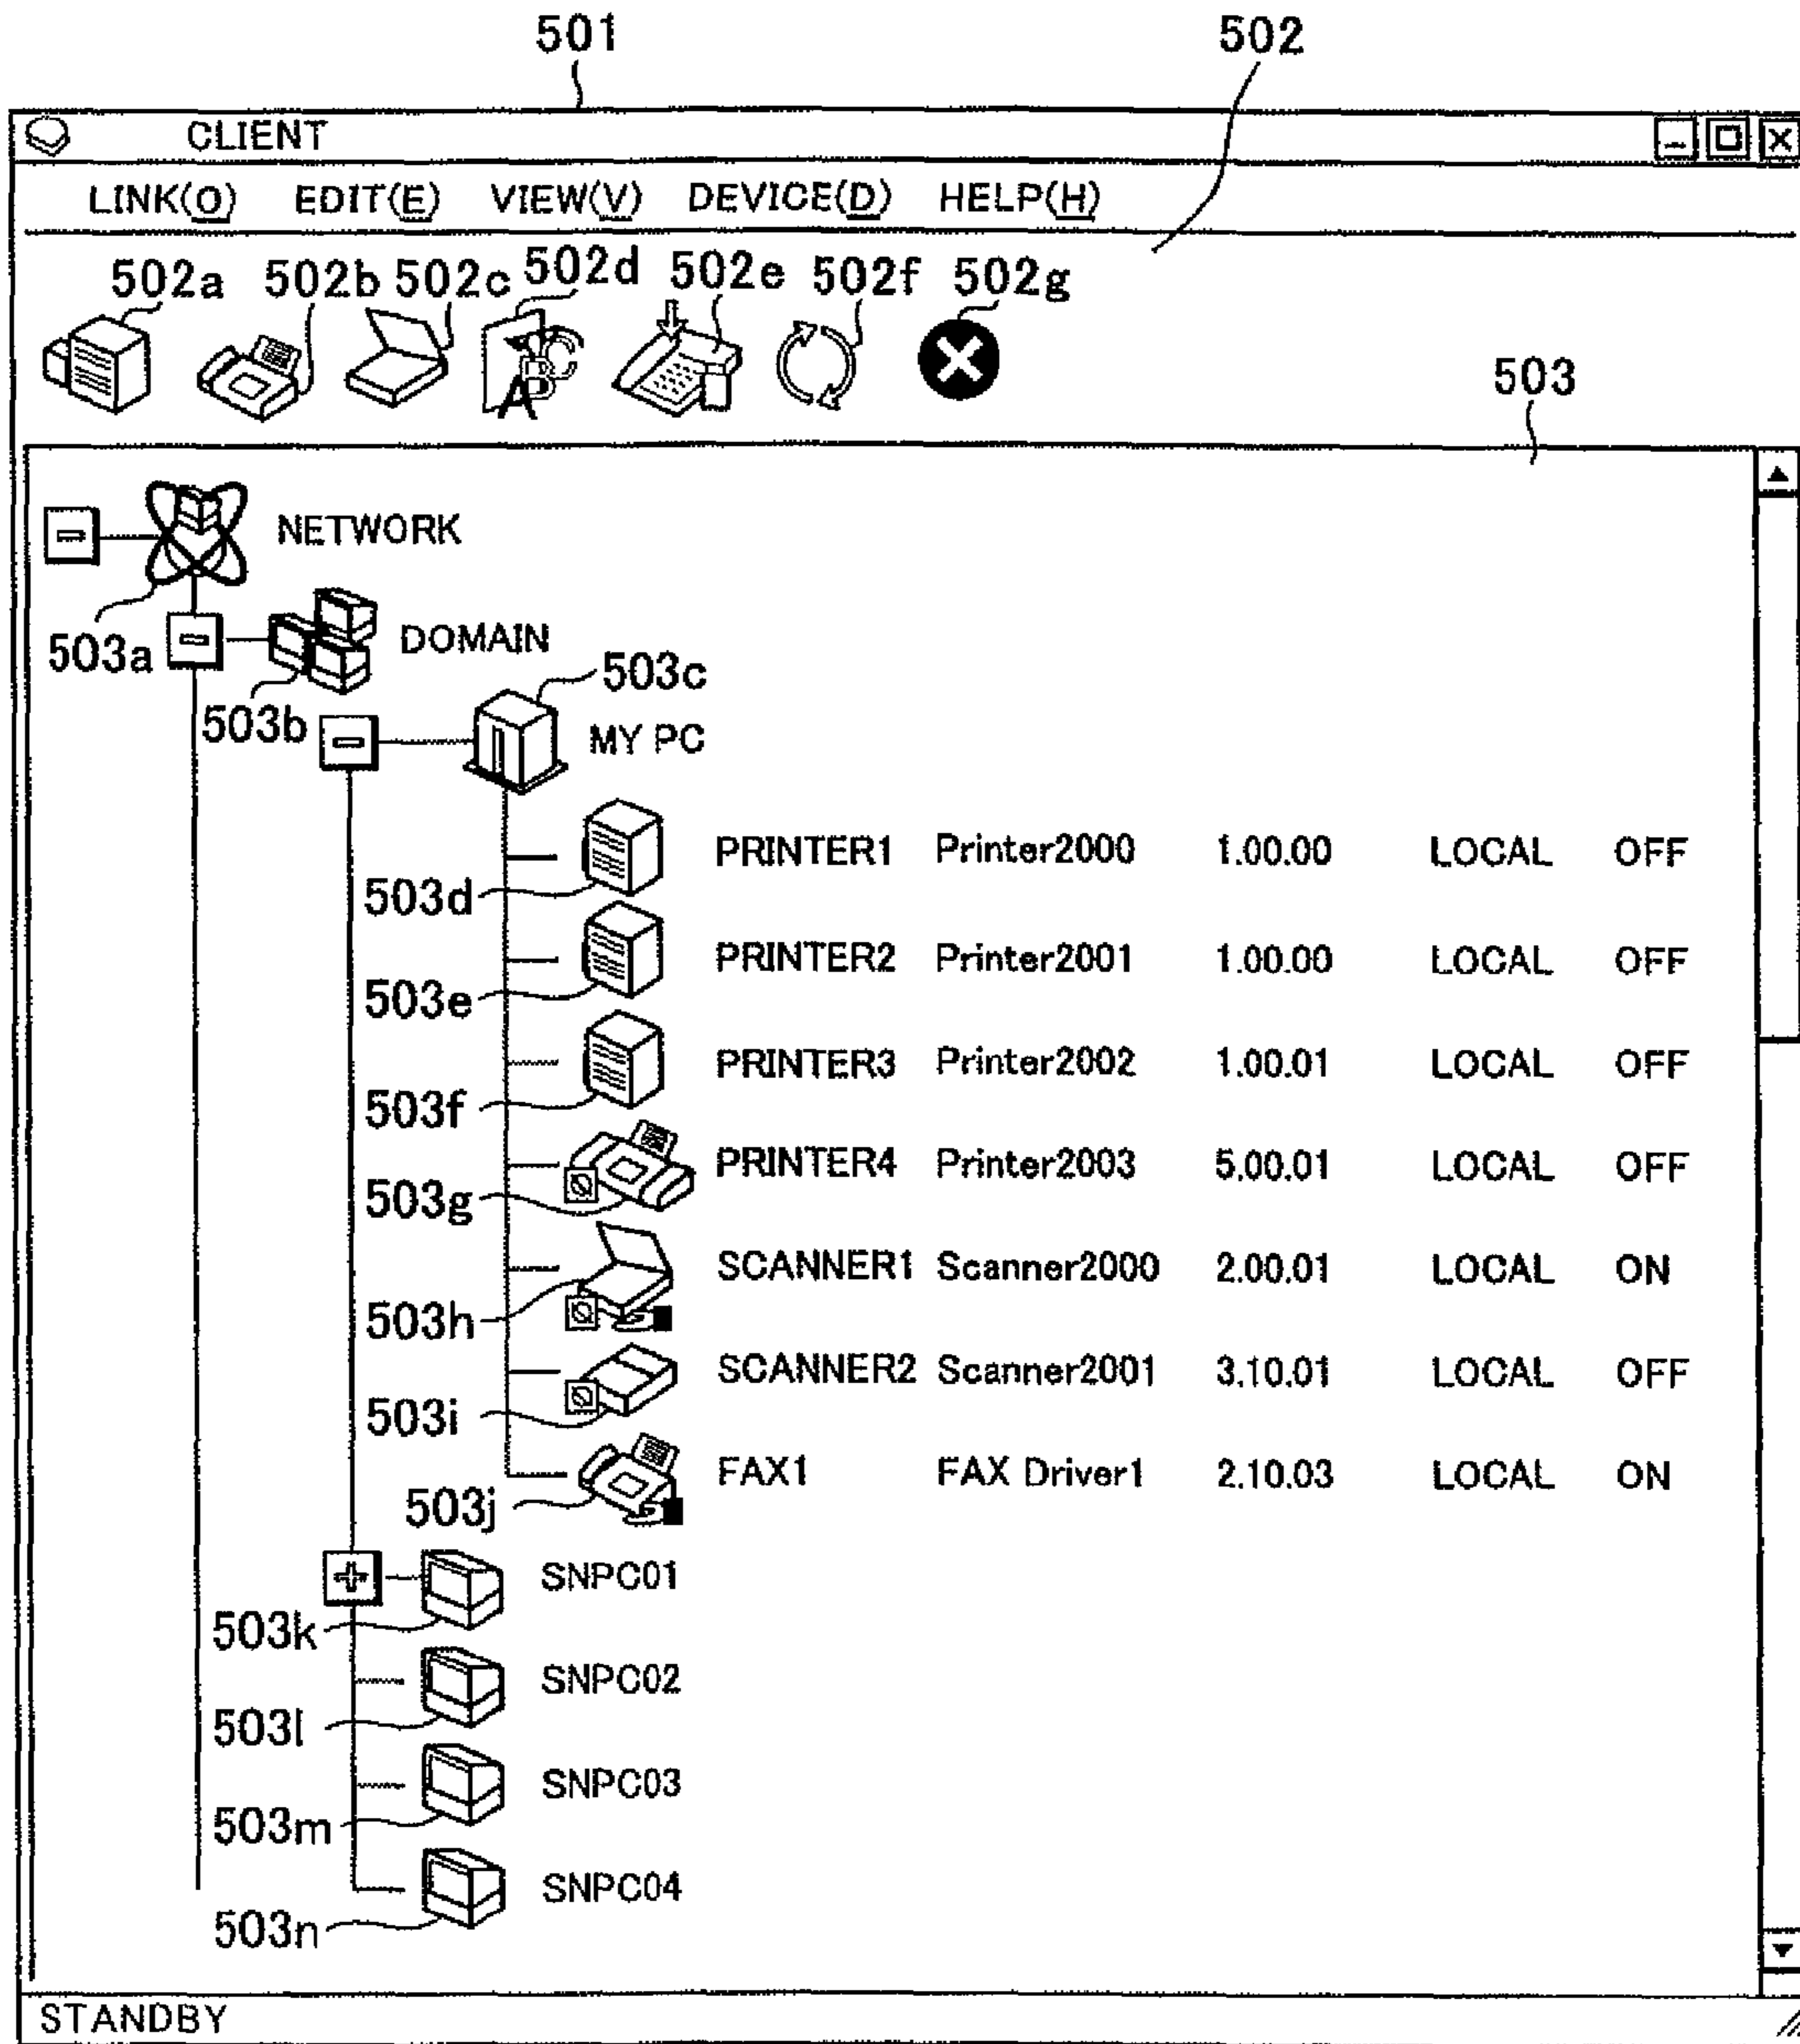 501 502
CLIENT
LINK(O) EDIT(E) VIEW(V) DEVICE(D) HELP(H)
502a 502b 502c 502d 502e 502f 502g
ABC
A
503
NETWORK
503a DOMAIN
503c
503b MY PC
PRINTER1 Printer2000 1.00.00 LOCAL OFF
503d
PRINTER2 Printer2001 1.00.00 LOCAL OFF
503e
PRINTER3 Printer2002 1.00.01 LOCAL OFF
503f
PRINTER4 Printer2003 5.00.01 LOCAL OFF
503g
SCANNER1 Scanner2000 2.00.01 LOCAL ON
503h
SCANNER2 Scanner2001 3.10.01 LOCAL OFF
503i
FAX1 FAX Driver1 2.10.03 LOCAL ON
503j
SNPC01
503k
SNPC02
503l
SNPC03
503m
SNPC04
503n
STANDBY